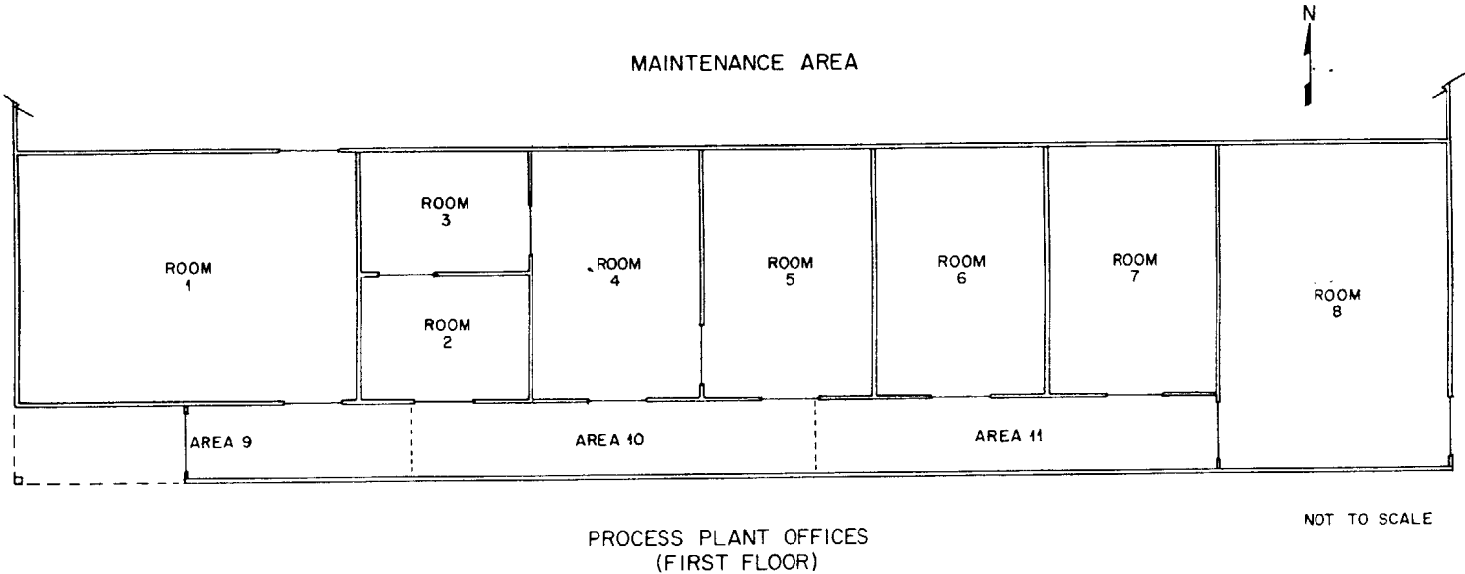 N
MAINTENANCE AREA
ROOM
1
ROOM
3
ROOM
2
ROOM
4
ROOM
5
ROOM
6
ROOM
7
ROOM
8
AREA 9
AREA 10
AREA 11
NOT TO SCALE
PROCESS PLANT OFFICES
(FIRST FLOOR)